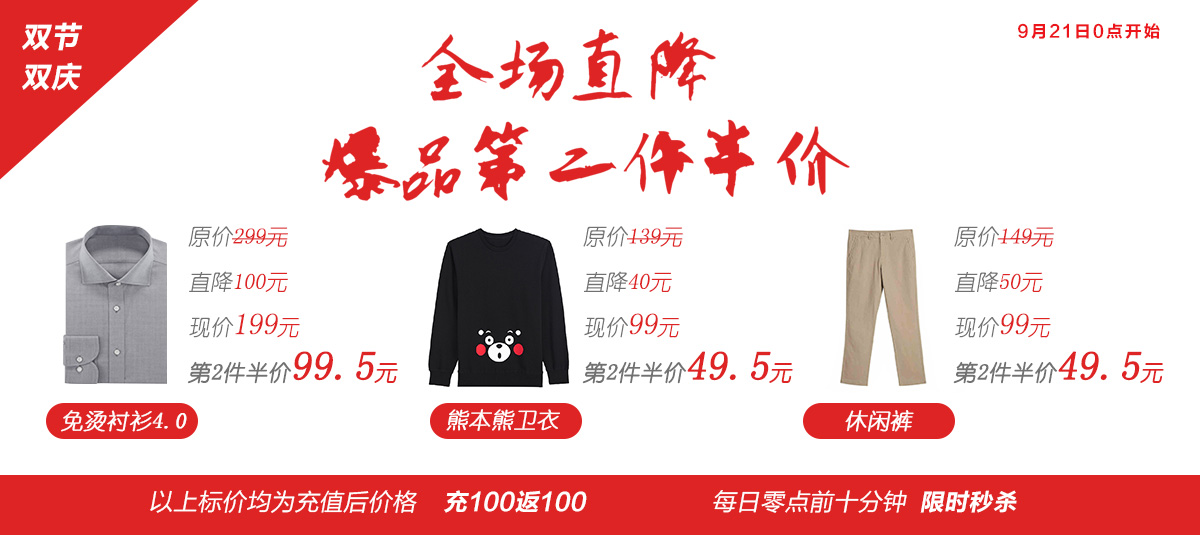 双节
双庆
9月21日0点开始
全场直降
爆品第二件半价
原价299元
直降100元
现价199元
第2件半价99.5元
免烫衬衫4.0
原价139元
直降40元
现价99元
第2件半价49.5元
熊本熊卫衣
原价149元
直降50元
现价99元
第2件半价49.5元
休闲裤
以上标价均为充值后价格 充100返100
每日零点前十分钟 限时秒杀